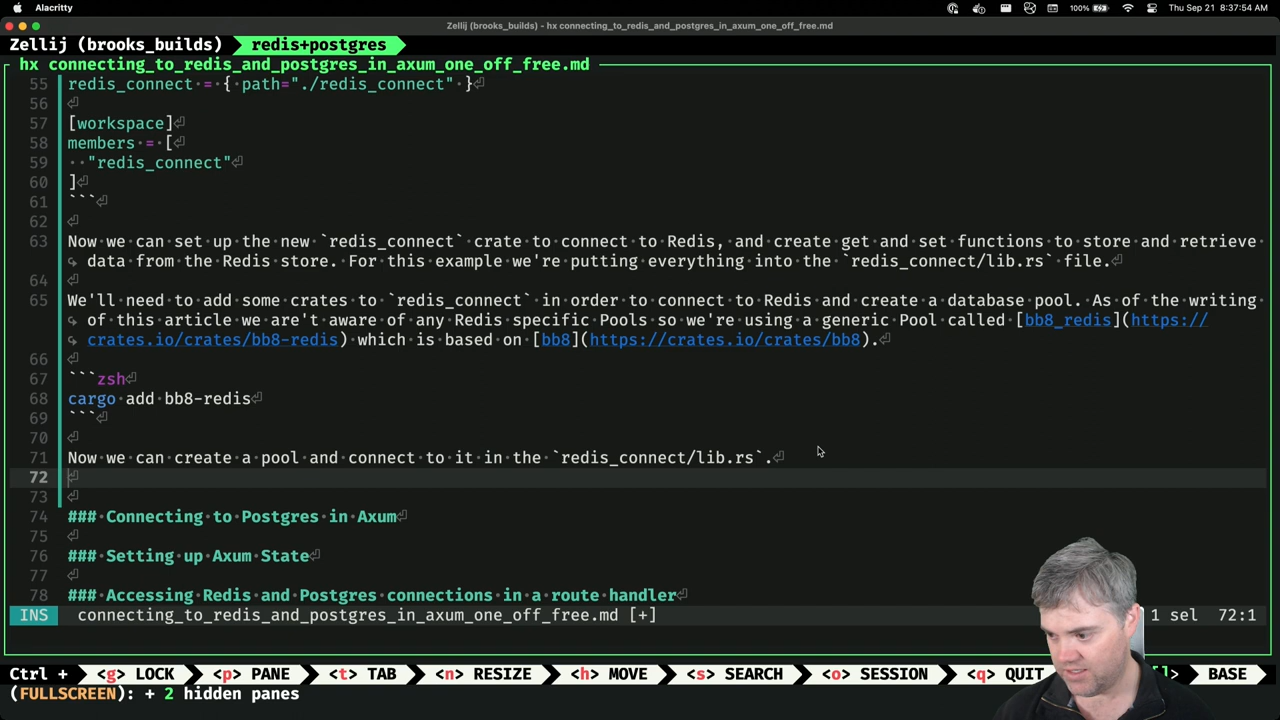 Alacritty
100%
Thu Sep 21 8:37:54 AM
Zellij (brooks_builds) - hx connecting_to_redis_and_postgres_in_axum_one_off_free.md
Zellij (brooks_builds) redis+postgres
hx connecting_to_redis_and_postgres_in_axum_one_off_free.md
55 redis_connect = { path="./redis_connect" }
56
57 [workspace]
58 members = [
59 "redis_connect"
60 ]
61 ```
62
63 Now we can set up the new `redis_connect` crate to connect to Redis, and create get and set functions to store and retrieve
data from the Redis store. For this example we're putting everything into the `redis_connect/lib.rs` file.
64
65 We'll need to add some crates to `redis_connect` in order to connect to Redis and create a database pool. As of the writing
of this article we are't aware of any Redis specific Pools so we're using a generic Pool called [bb8_redis](https://
crates.io/crates/bb8-redis) which is based on [bb8](https://crates.io/crates/bb8).
66
67 ```zsh
68 cargo add bb8-redis
69 ```
70
71 Now we can create a pool and connect to it in the `redis_connect/lib.rs`.
72
73
74 ### Connecting to Postgres in Axum
75
76 ### Setting up Axum State
77
78 ### Accessing Redis and Postgres connections in a route handler
INS connecting_to_redis_and_postgres_in_axum_one_off_free.md [+] 1 sel 72:1
Ctrl + <g> LOCK <p> PANE <t> TAB <n> RESIZE <h> MOVE <s> SEARCH <o> SESSION <q> QUIT BASE
(FULLSCREEN): + 2 hidden panes